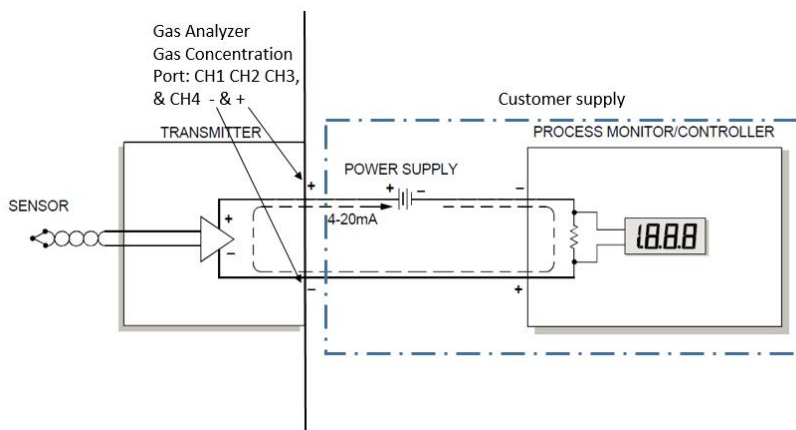 Gas Analyzer
Gas Concentration
Port: CH1 CH2 CH3,
& CH4 - & +
Customer supply
TRANSMITTER
PROCESS MONITOR/CONTROLLER
POWER SUPPLY
+
+ - -
SENSOR
+
4-20mA
1.8.8.8
-
- +